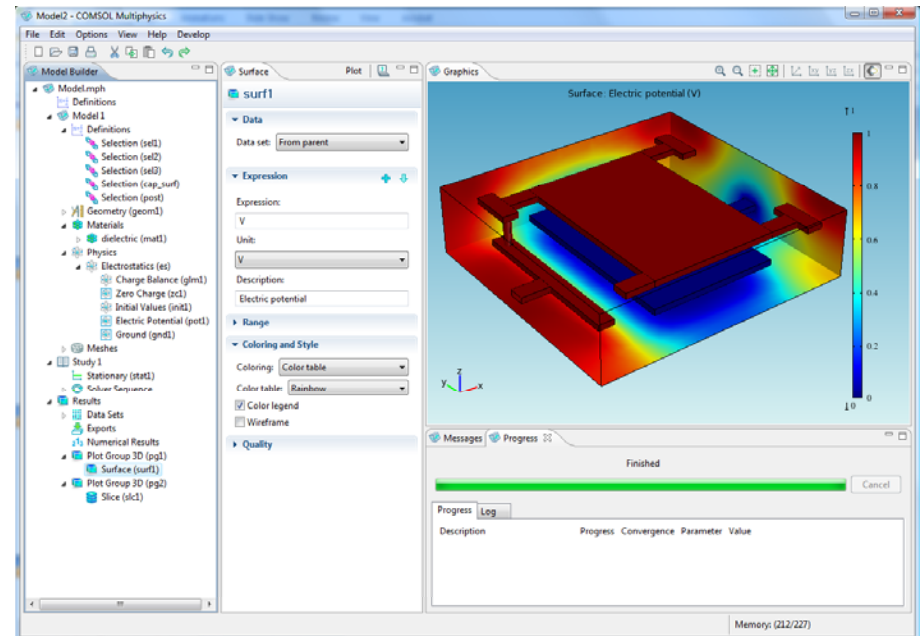 Model2 - COMSOL Multiphysics
File Edit Options View Help Develop
Model Builder
Model.mph
Definitions
Model 1
Definitions
Selection (sel1)
Selection (sel2)
Selection (sel3)
Selection (cap_surf)
Selection (post)
Geometry (geom1)
Materials
dielectric (mat1)
Physics
Electrostatics (es)
Charge Balance (glm1)
Zero Charge (zc1)
Initial Values (init1)
Electric Potential (pot1)
Ground (gnd1)
Meshes
Study 1
Stationary (stat1)
Solver Sequence
Results
Data Sets
Exports
Numerical Results
Plot Group 3D (pg1)
Surface (surf1)
Plot Group 3D (pg2)
Slice (slc1)
Surface Plot
surf1
Data
Data set: From parent
Expression
Expression:
V
Unit:
V
Description:
Electric potential
Range
Coloring and Style
Coloring: Color table
Color table: Rainbow
Color legend
Wireframe
Quality
Graphics
Surface: Electric potential (V)
1
1
0.8
0.6
0.4
0.2
0
0
z
y x
Messages Progress
Finished
Cancel
Progress Log
Description Progress Convergence Parameter Value
Memory: (212/227)